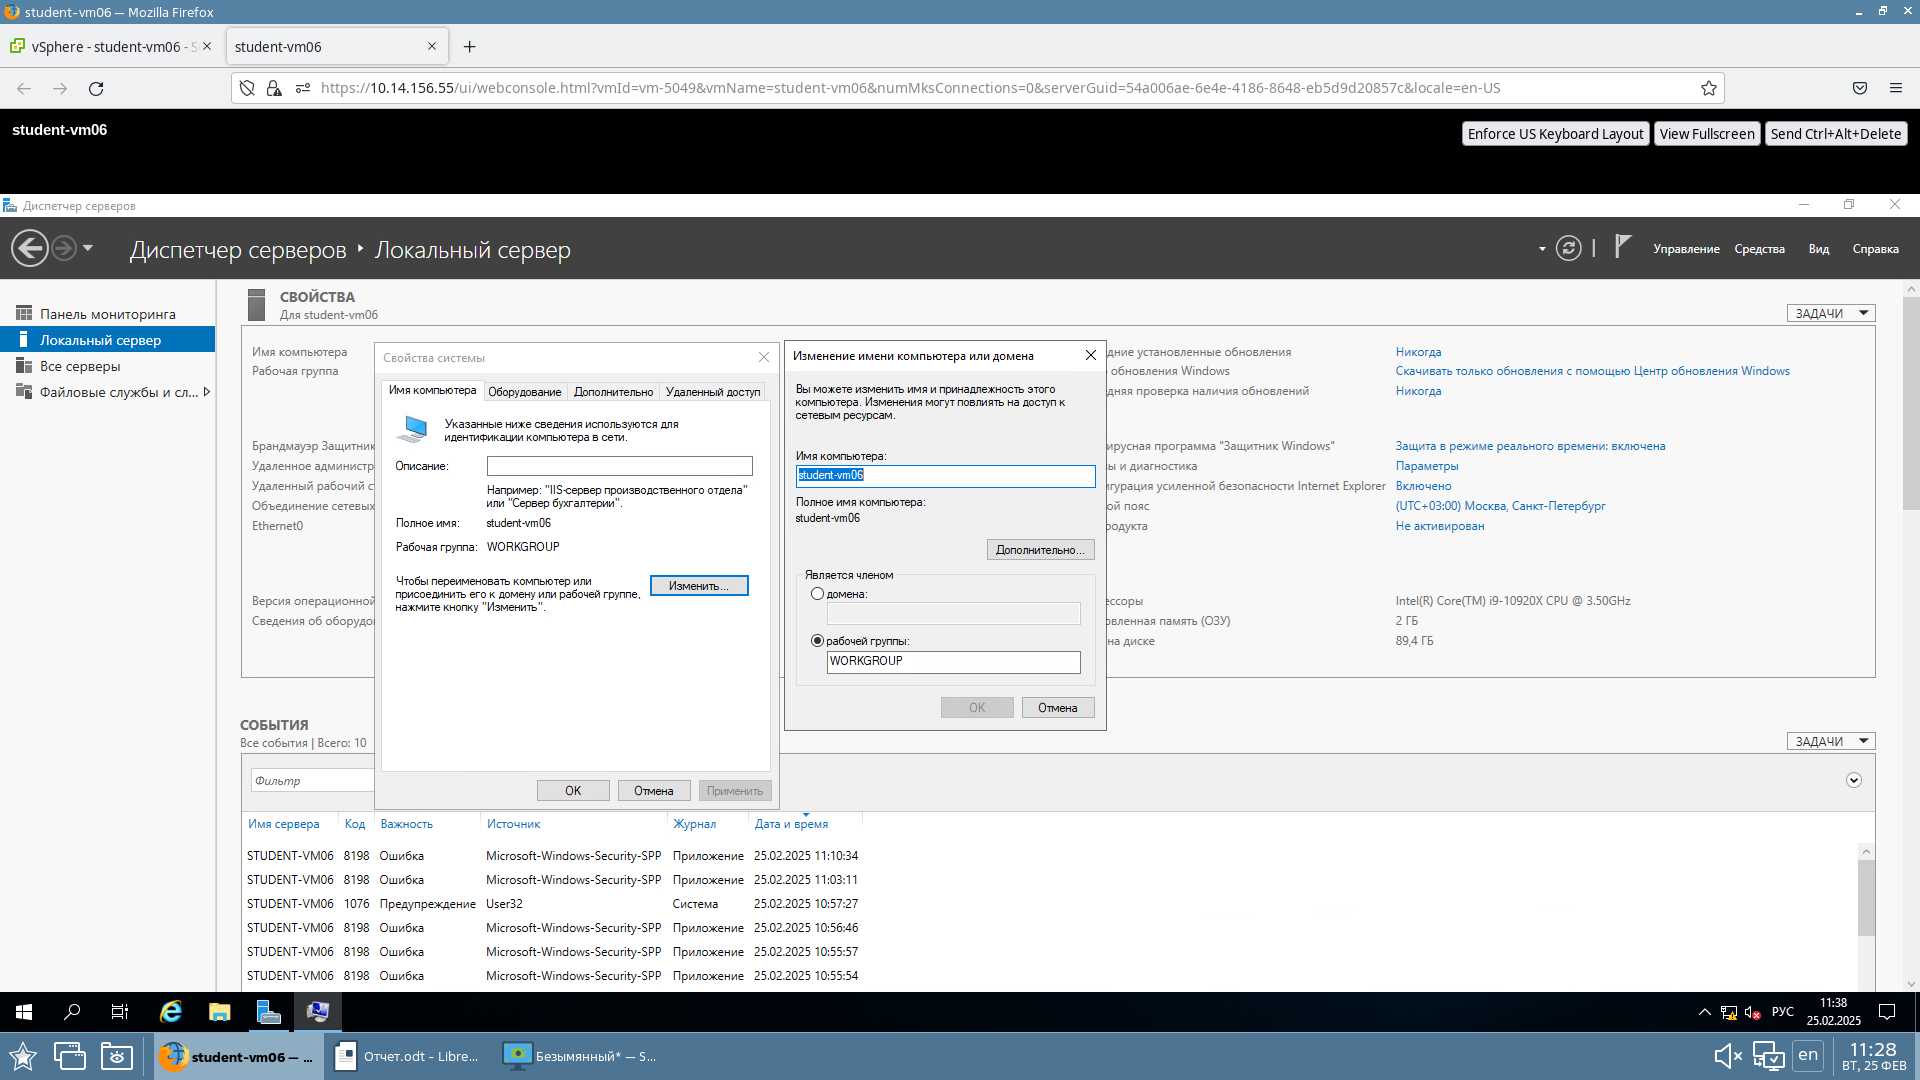 student-vm06 — Mozilla Firefox
vSphere - student-vm06 - S
student-vm06
https://10.14.156.55/ui/webconsole.html?vmId=vm-5049&vmName=student-vm06&numMksConnections=0&serverGuid=54a006ae-6e4e-4186-8648-eb5d9d20857c&locale=en-US
student-vm06
Enforce US Keyboard Layout
View Fullscreen
Send Ctrl+Alt+Delete
Диспетчер серверов
Диспетчер серверов
Локальный сервер
Управление
Средства
Вид
Справка
Панель мониторинга
Локальный сервер
Все серверы
Файловые службы и сл...
СВОЙСТВА
Для student-vm06
ЗАДАЧИ
Имя компьютера
Рабочая группа
Брандмауэр Защитник
Удаленное администр
Удаленный рабочий с
Объединение сетевых
Ethernet0
Версия операционной
Сведения об оборудо
Свойства системы
Имя компьютера
Оборудование
Дополнительно
Удаленный доступ
Указанные ниже сведения используются для
идентификации компьютера в сети.
Описание:
Например: "IIS-сервер производственного отдела"
или "Сервер бухгалтерии".
Полное имя: student-vm06
Рабочая группа: WORKGROUP
Чтобы переименовать компьютер или
присоединить его к домену или рабочей группе,
нажмите кнопку "Изменить".
Изменить...
OK
Отмена
Применить
Изменение имени компьютера или домена
Вы можете изменить имя и принадлежность этого
компьютера. Изменения могут повлиять на доступ к
сетевым ресурсам.
Имя компьютера:
student-vm06
Полное имя компьютера:
student-vm06
Дополнительно...
Является членом
домена:
рабочей группы:
WORKGROUP
OK
Отмена
дние установленные обновления Никогда
обновления Windows Скачивать только обновления с помощью Центр обновления Windows
дняя проверка наличия обновлений Никогда
ирусная программа "Защитник Windows" Защита в режиме реального времени: включена
ы и диагностика Параметры
игурация усиленной безопасности Internet Explorer Включено
ой пояс (UTC+03:00) Москва, Санкт-Петербург
родукта Не активирован
ссоры Intel(R) Core(TM) i9-10920X CPU @ 3.50GHz
вленная память (ОЗУ) 2 ГБ
на диске 89,4 ГБ
СОБЫТИЯ
Все события | Всего: 10
ЗАДАЧИ
Фильтр
Имя сервера Код Важность Источник Журнал Дата и время
STUDENT-VM06 8198 Ошибка Microsoft-Windows-Security-SPP Приложение 25.02.2025 11:10:34
STUDENT-VM06 8198 Ошибка Microsoft-Windows-Security-SPP Приложение 25.02.2025 11:03:11
STUDENT-VM06 1076 Предупреждение User32 Система 25.02.2025 10:57:27
STUDENT-VM06 8198 Ошибка Microsoft-Windows-Security-SPP Приложение 25.02.2025 10:56:46
STUDENT-VM06 8198 Ошибка Microsoft-Windows-Security-SPP Приложение 25.02.2025 10:55:57
STUDENT-VM06 8198 Ошибка Microsoft-Windows-Security-SPP Приложение 25.02.2025 10:55:54
РУС
11:38
25.02.2025
student-vm06 — ...
Отчет.odt - Libre...
Безымянный* — S...
en
11:28
ВТ, 25 ФЕВ